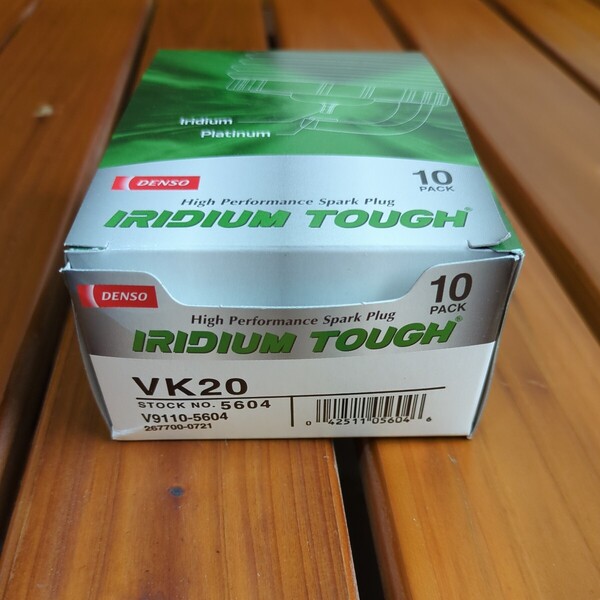 Iridium
Platinum
DENSO
10
PACK
High Performance Spark Plug
IRIDIUM TOUGH®
DENSO
10
PACK
High Performance Spark Plug
IRIDIUM TOUGH®
VK20
STOCK NO. 5604
V9110-5604
267700-0721
0 42511 05604 6